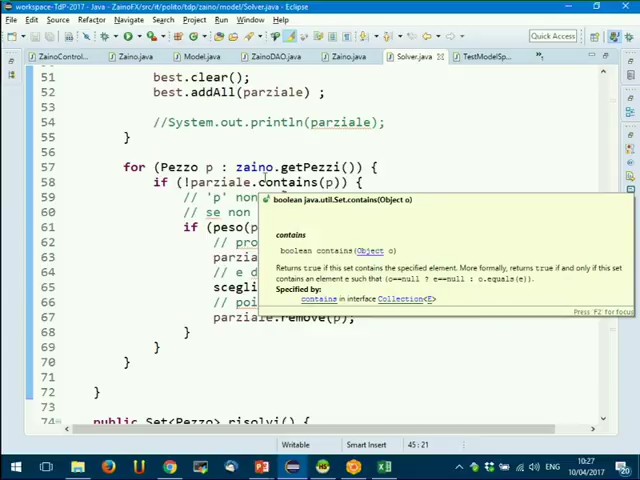 workspace-TdP-2017 - Java - ZainoFX/src/it/polito/tdp/zaino/model/Solver.java - Eclipse
File Edit Source Refactor Navigate Search Project Run Window Help
Quick Access
ZainoControl... Zaino.java Model.java ZainoDAO.java Zaino.java Solver.java TestModelSp...
51 best.clear();
52 best.addAll(parziale) ;
53
54 //System.out.println(parziale);
55 }
56
57 for (Pezzo p : zaino.getPezzi()) {
58 if (!parziale.contains(p)) {
59 // 'p' non
60 // se non
61 if (peso(p
62 // pro
63 parzia
64 // e d
65 scegli
66 // poi
67 parziale.remove(p);
68 }
69 }
70 }
71
72 }
73
74 public Set<Pezzo> risolvi() {
boolean java.util.Set.contains(Object o)
contains
boolean contains(Object o)
Returns true if this set contains the specified element. More formally, returns true if and only if this set
contains an element e such that (o==null ? e==null : o.equals(e)).
Specified by:
contains in interface Collection<E>
Press 'F2' for focus
Writable Smart Insert 45 : 21
ENG 10:27
10/04/2017 20